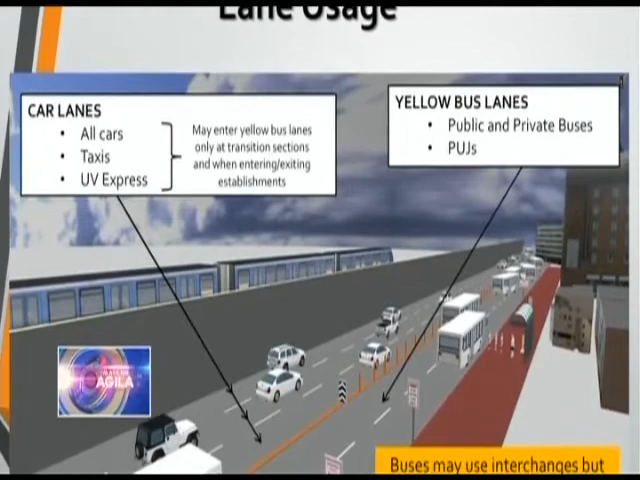 Lane Usage
CAR LANES
• All cars
• Taxis
• UV Express
May enter yellow bus lanes
only at transition sections
and when entering/exiting
establishments
YELLOW BUS LANES
• Public and Private Buses
• PUJs
AGILA
Buses may use interchanges but